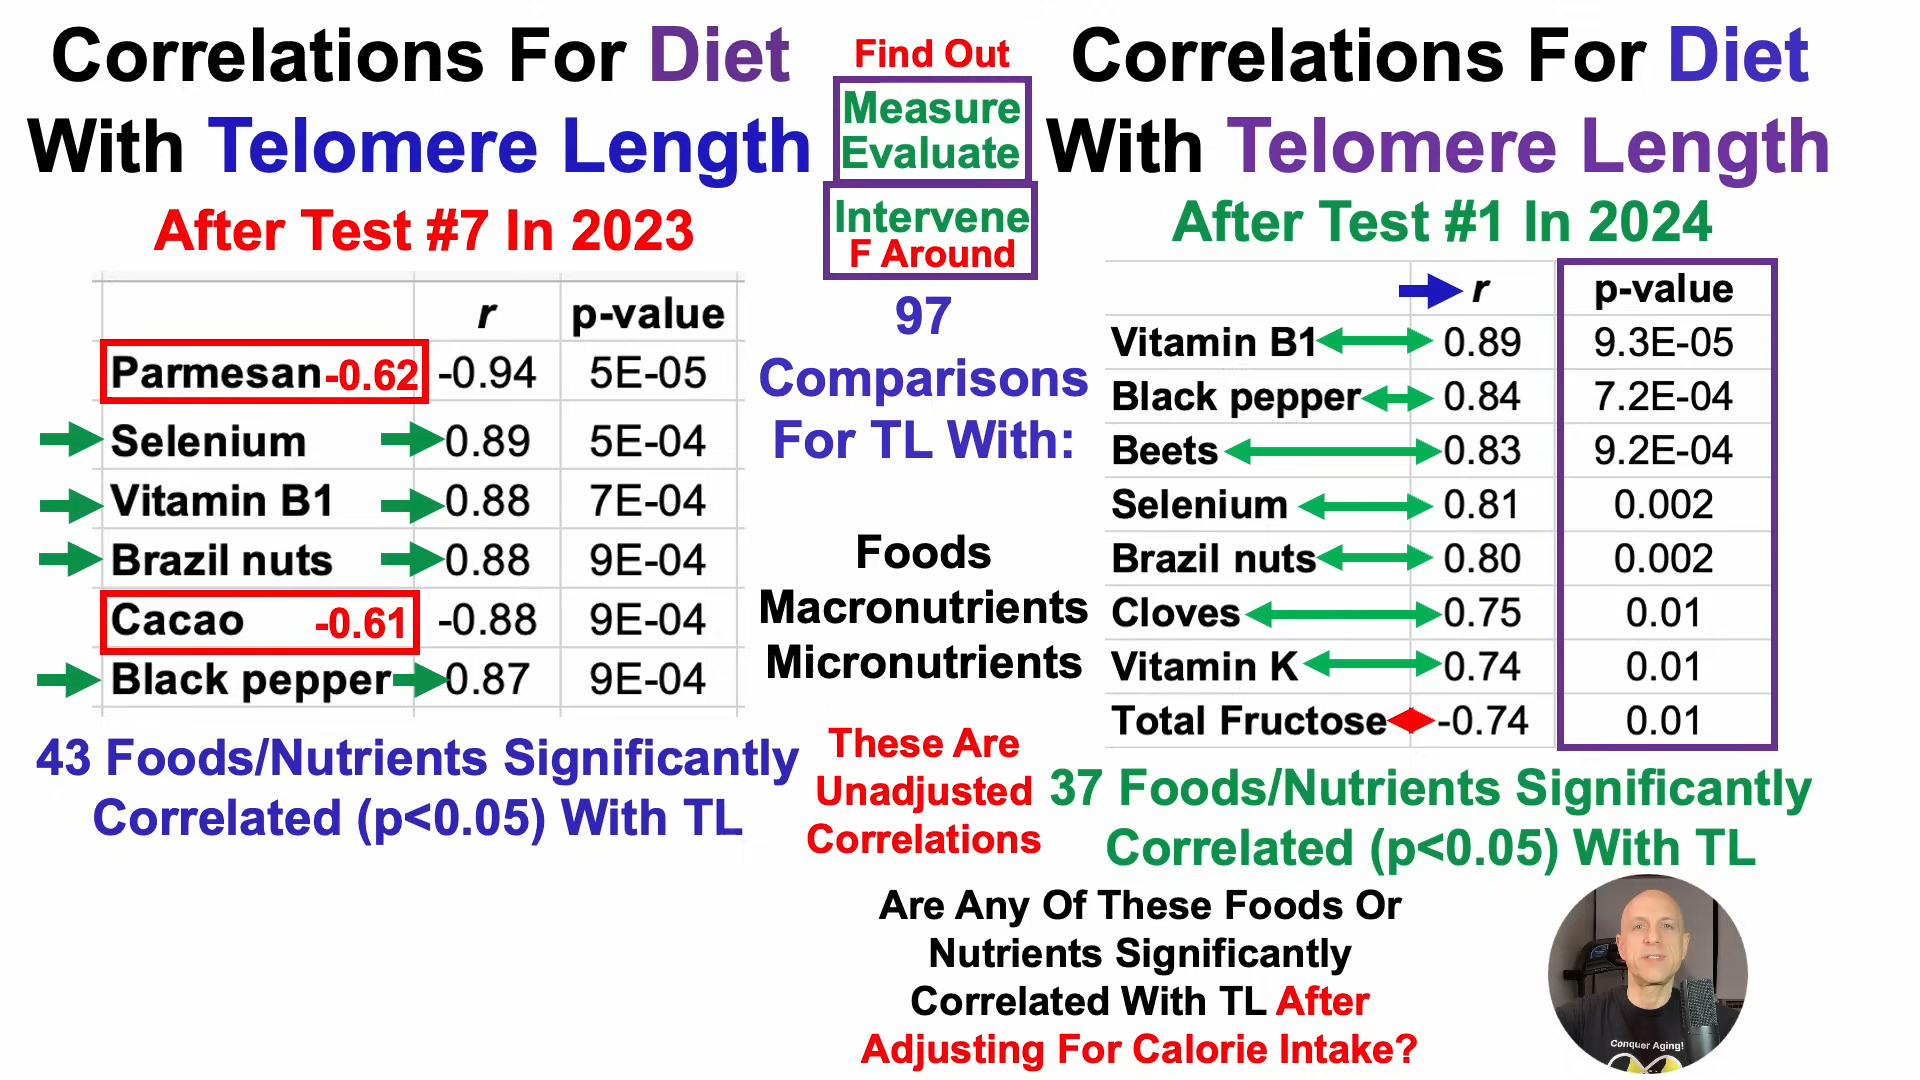 Correlations For Diet
With Telomere Length
After Test #7 In 2023
r p-value
Parmesan -0.62 -0.94 5E-05
Selenium 0.89 5E-04
Vitamin B1 0.88 7E-04
Brazil nuts 0.88 9E-04
Cacao -0.61 -0.88 9E-04
Black pepper 0.87 9E-04
43 Foods/Nutrients Significantly
Correlated (p<0.05) With TL
Find Out
Measure
Evaluate
Intervene
F Around
97
Comparisons
For TL With:
Foods
Macronutrients
Micronutrients
These Are
Unadjusted
Correlations
Correlations For Diet
With Telomere Length
After Test #1 In 2024
r p-value
Vitamin B1 0.89 9.3E-05
Black pepper 0.84 7.2E-04
Beets 0.83 9.2E-04
Selenium 0.81 0.002
Brazil nuts 0.80 0.002
Cloves 0.75 0.01
Vitamin K 0.74 0.01
Total Fructose -0.74 0.01
37 Foods/Nutrients Significantly
Correlated (p<0.05) With TL
Are Any Of These Foods Or
Nutrients Significantly
Correlated With TL After
Adjusting For Calorie Intake?
Conquer Aging!